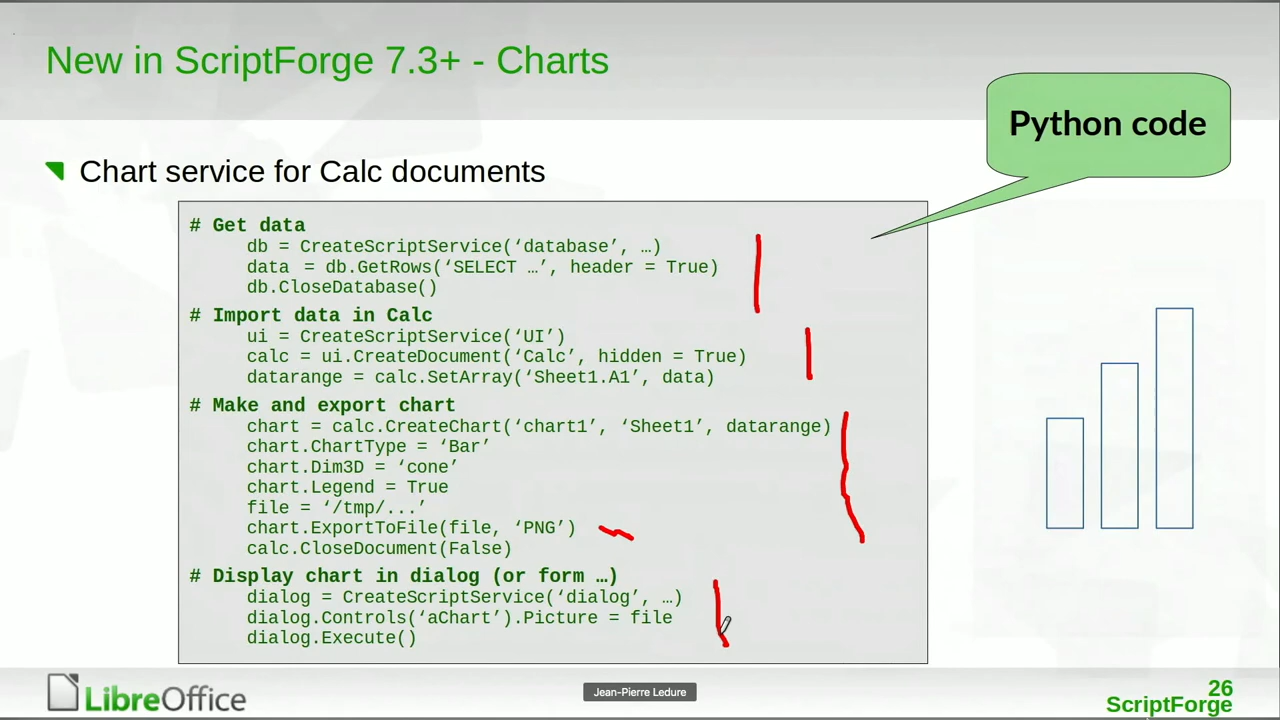 New in ScriptForge 7.3+ - Charts
Python code
Chart service for Calc documents
# Get data
db = CreateScriptService(‘database’, …)
data = db.GetRows(‘SELECT …’, header = True)
db.CloseDatabase()
# Import data in Calc
ui = CreateScriptService(‘UI’)
calc = ui.CreateDocument(‘Calc’, hidden = True)
datarange = calc.SetArray(‘Sheet1.A1’, data)
# Make and export chart
chart = calc.CreateChart(‘chart1’, ‘Sheet1’, datarange)
chart.ChartType = ‘Bar’
chart.Dim3D = ‘cone’
chart.Legend = True
file = ‘/tmp/...’
chart.ExportToFile(file, ‘PNG’)
calc.CloseDocument(False)
# Display chart in dialog (or form …)
dialog = CreateScriptService(‘dialog’, …)
dialog.Controls(‘aChart’).Picture = file
dialog.Execute()
LibreOffice
Jean-Pierre Ledure
26
ScriptForge